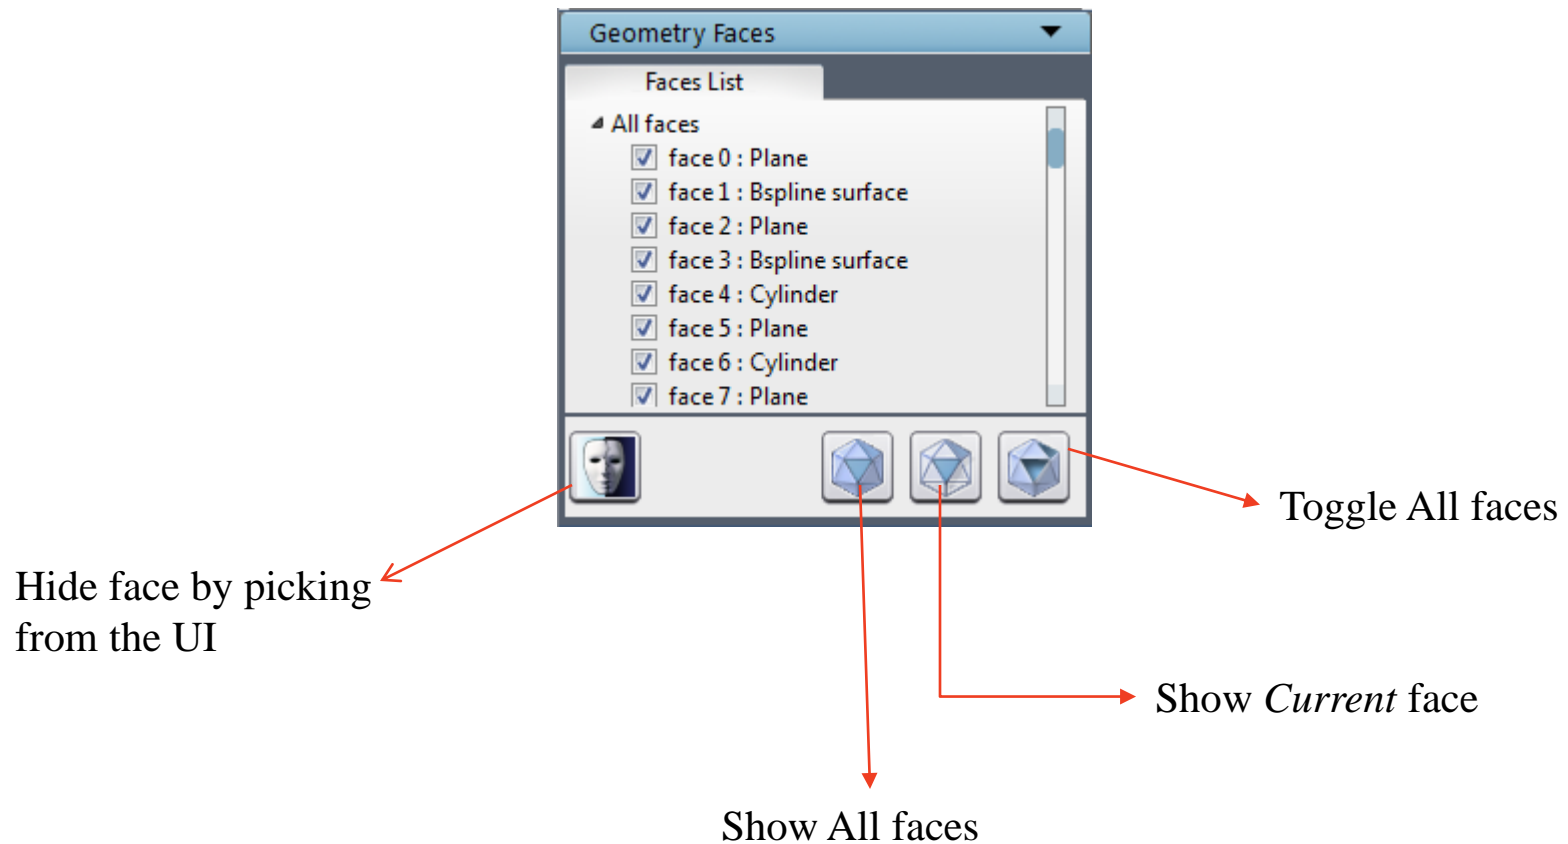 Geometry Faces
Faces List
All faces
face 0 : Plane
face 1 : Bspline surface
face 2 : Plane
face 3 : Bspline surface
face 4 : Cylinder
face 5 : Plane
face 6 : Cylinder
face 7 : Plane
Toggle All faces
Hide face by picking
from the UI
Show Current face
Show All faces